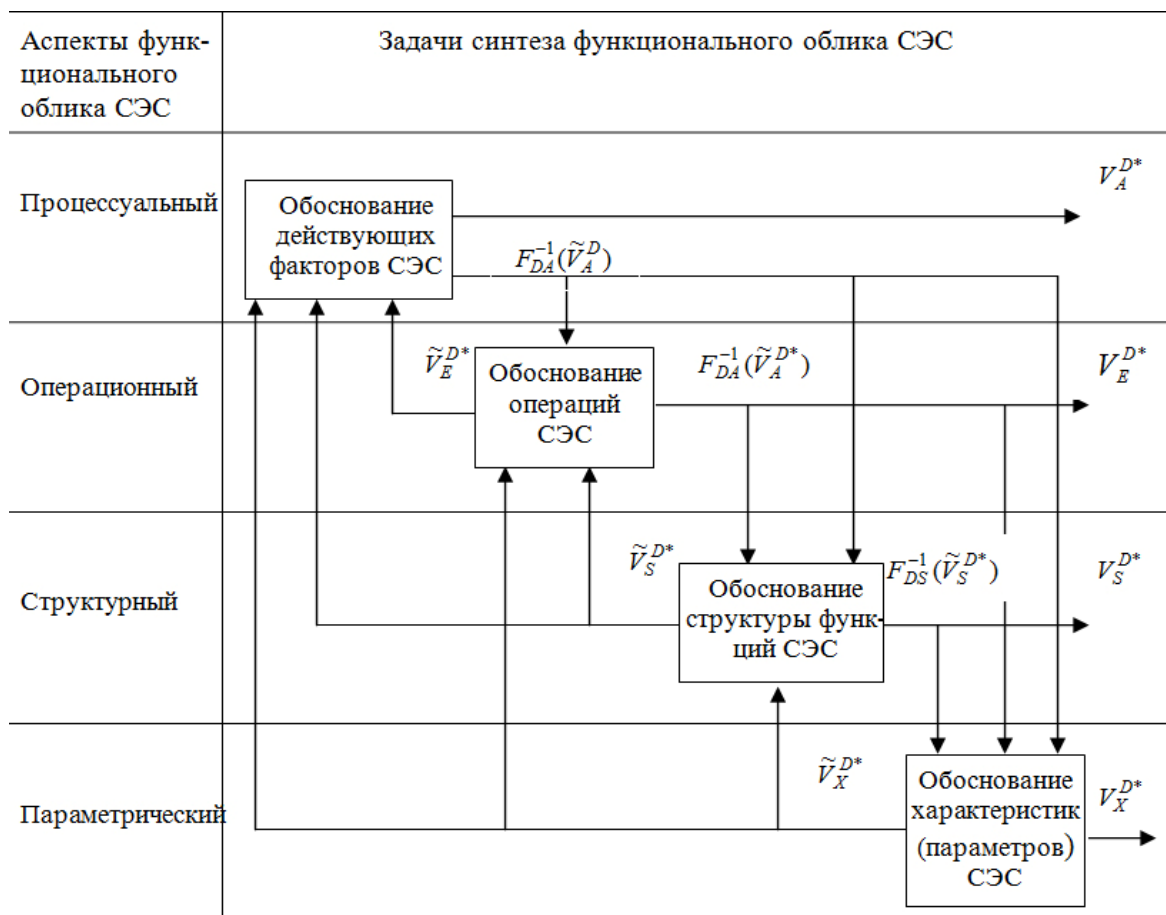 Аспекты функ-
ционального
облика СЭС
Задачи синтеза функционального облика СЭС
Процессуальный
Обоснование
действующих
факторов СЭС
V_A^{D*}
F_{DA}^{-1}(Ṽ_A^D)
Операционный
Ṽ_E^{D*}
Обоснование
операций
СЭС
F_{DA}^{-1}(Ṽ_A^{D*})
V_E^{D*}
Структурный
Ṽ_S^{D*}
Обоснование
структуры функ-
ций СЭС
F_{DS}^{-1}(Ṽ_S^{D*})
V_S^{D*}
Параметрический
Ṽ_X^{D*}
Обоснование
характеристик
(параметров)
СЭС
V_X^{D*}